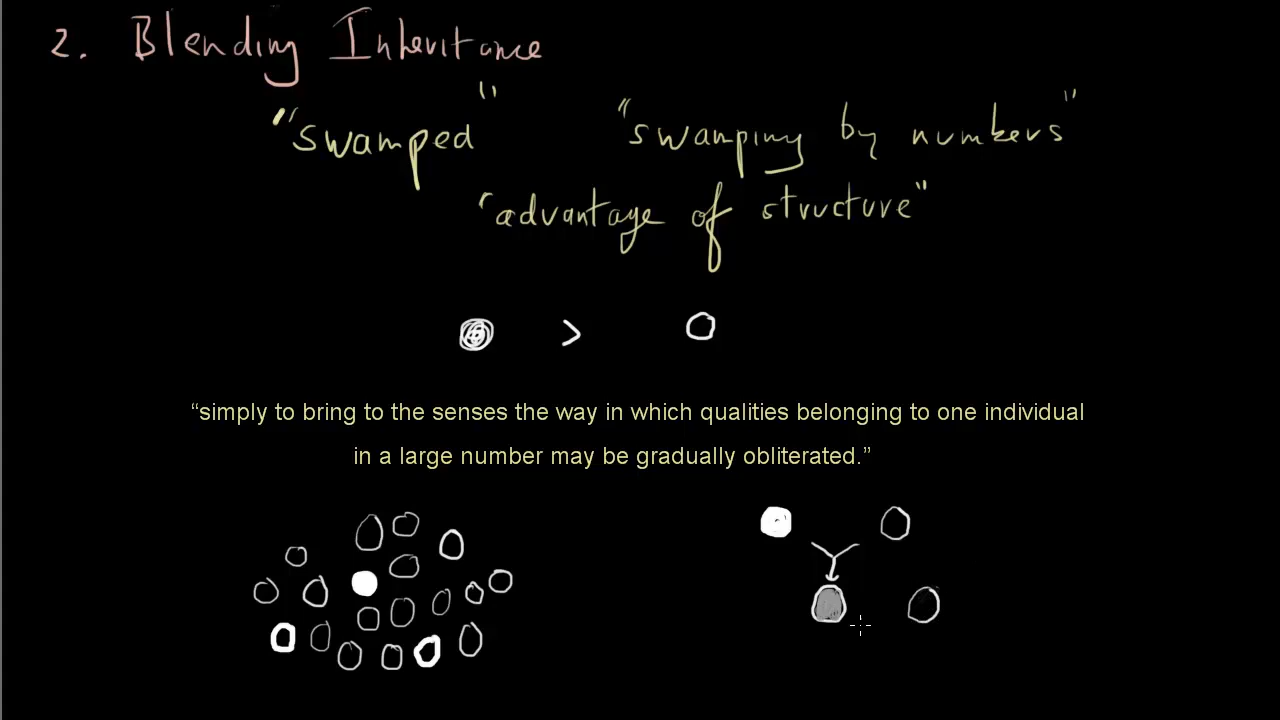 2. Blending Inheritance
"swamped" "swamping by numbers"
"advantage of structure"
>
“simply to bring to the senses the way in which qualities belonging to one individual
in a large number may be gradually obliterated.”